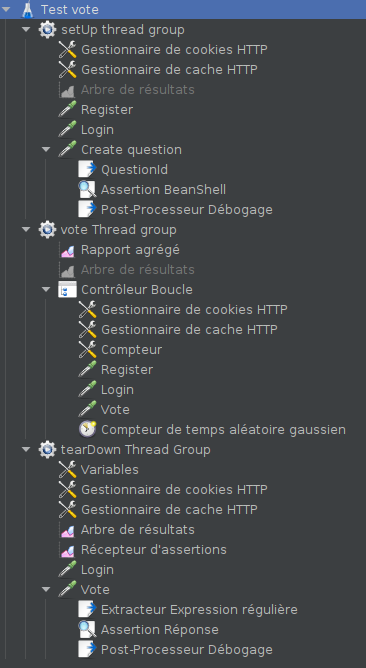 Test vote
setUp thread group
Gestionnaire de cookies HTTP
Gestionnaire de cache HTTP
Arbre de résultats
Register
Login
Create question
QuestionId
Assertion BeanShell
Post-Processeur Débogage
vote Thread group
Rapport agrégé
Arbre de résultats
Contrôleur Boucle
Gestionnaire de cookies HTTP
Gestionnaire de cache HTTP
Compteur
Register
Login
Vote
Compteur de temps aléatoire gaussien
tearDown Thread Group
Variables
Gestionnaire de cookies HTTP
Gestionnaire de cache HTTP
Arbre de résultats
Récepteur d'assertions
Login
Vote
Extracteur Expression régulière
Assertion Réponse
Post-Processeur Débogage